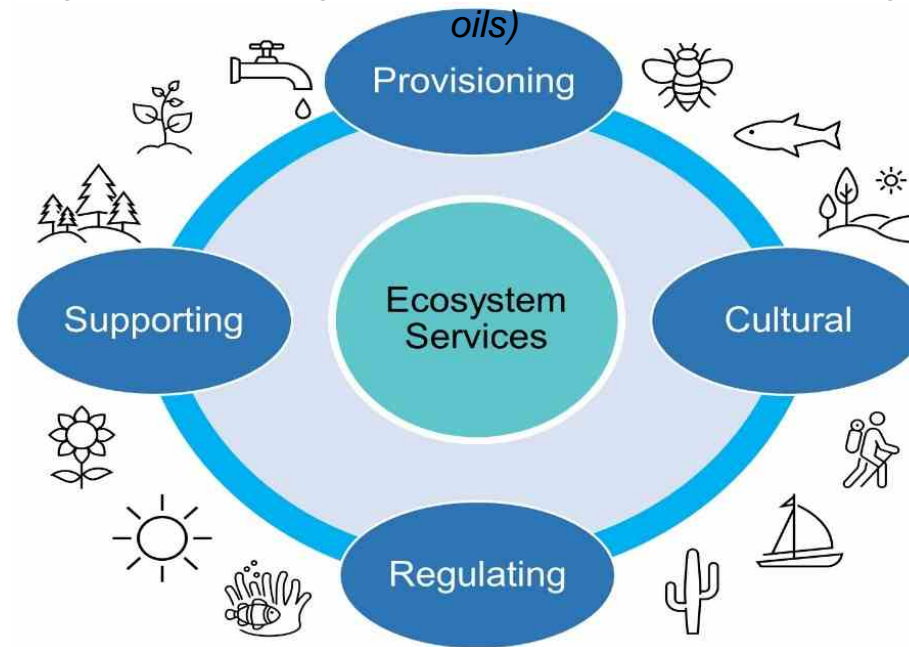 oils)
Provisioning
Ecosystem
Services
Supporting
Cultural
Regulating